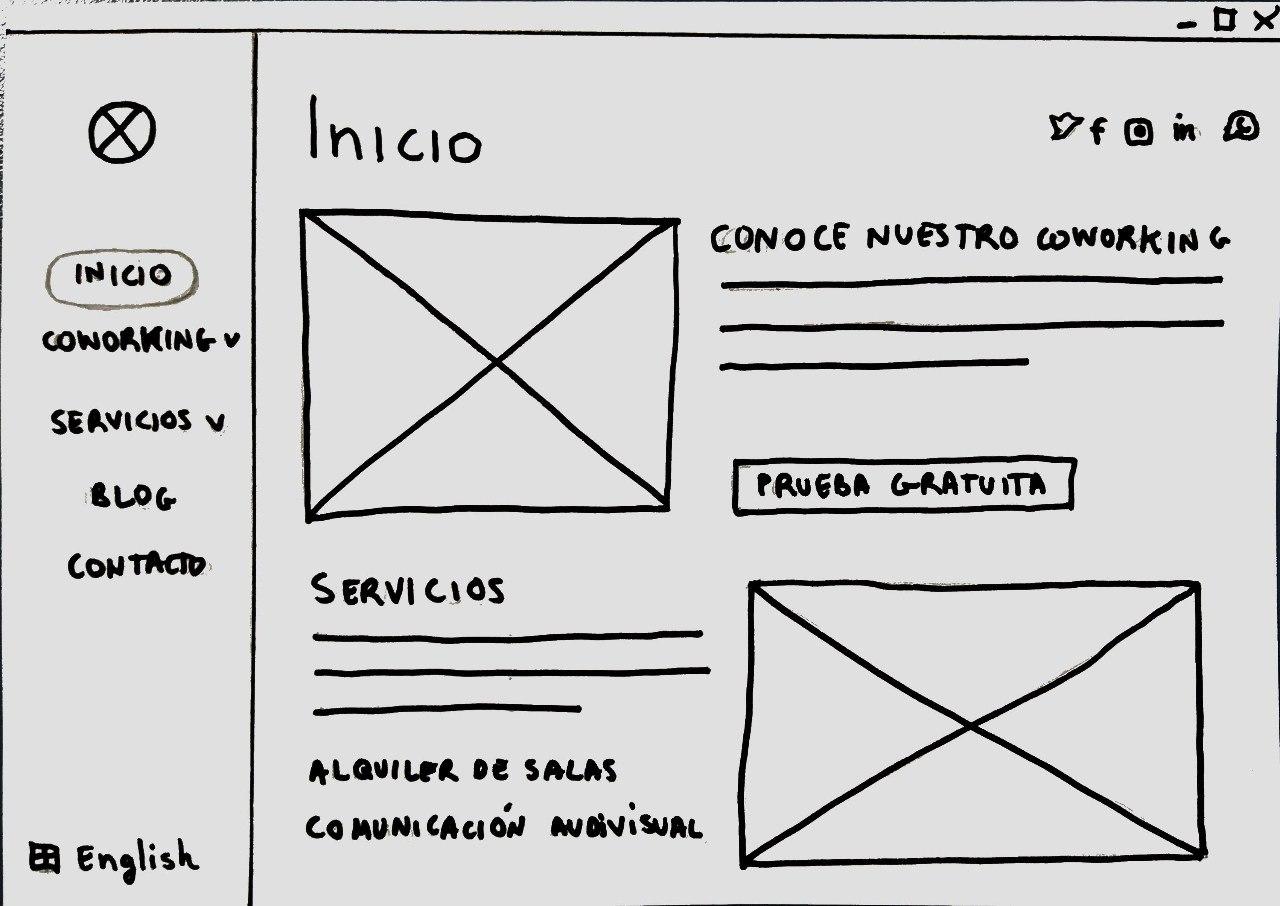 Inicio
INICIO
COWORKING
SERVICIOS
BLOG
CONTACTO
English
CONOCE NUESTRO COWORKING
PRUEBA GRATUITA
SERVICIOS
ALQUILER DE SALAS
COMUNICACIÓN AUDIVISUAL
f
in